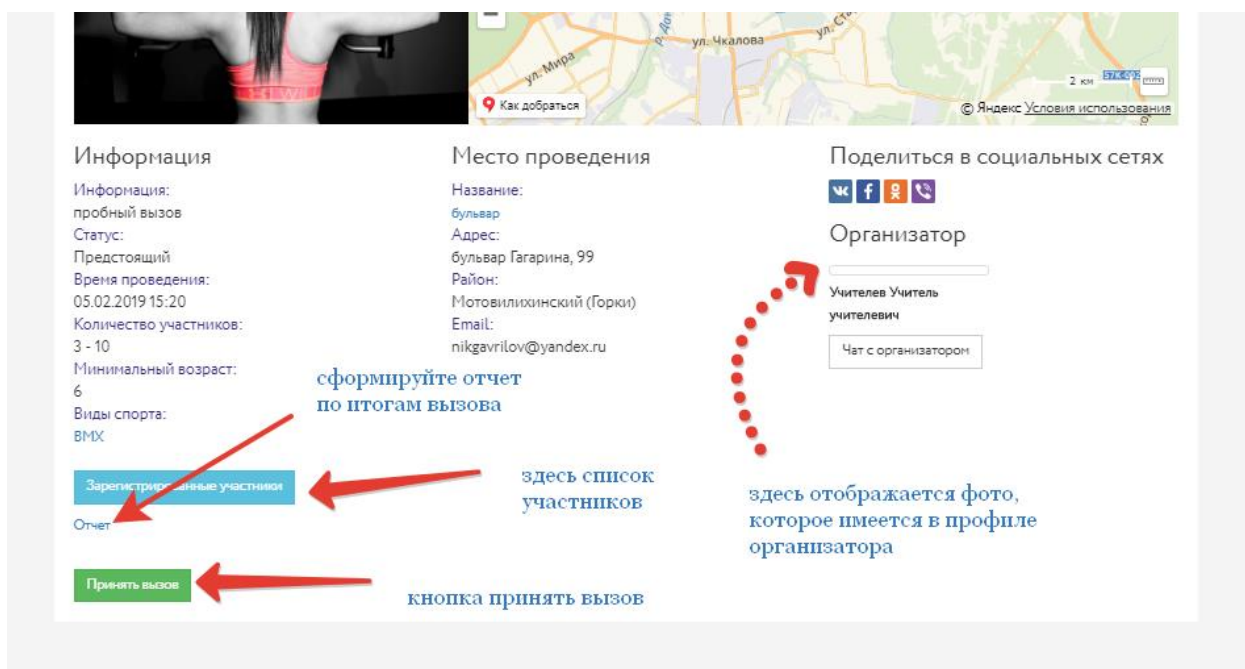 ул. Чкалова
ул. Мира
2 км
Как добраться
© Яндекс Условия использования
Информация
Информация:
пробный вызов
Статус:
Предстоящий
Время проведения:
05.02.2019 15:20
Количество участников:
3 - 10
Минимальный возраст:
6
Виды спорта:
BMX
Зарегистрированные участники
Отчет
Принять вызов
Место проведения
Название:
бульвар
Адрес:
бульвар Гагарина, 99
Район:
Мотовилихинский (Горки)
Email:
nikgavrilov@yandex.ru
Поделиться в социальных сетях
Организатор
Учителев Учитель
учителевич
Чат с организатором
сформируйте отчет
по итогам вызова
здесь список
участников
здесь отображается фото,
которое имеется в профиле
организатора
кнопка принять вызов